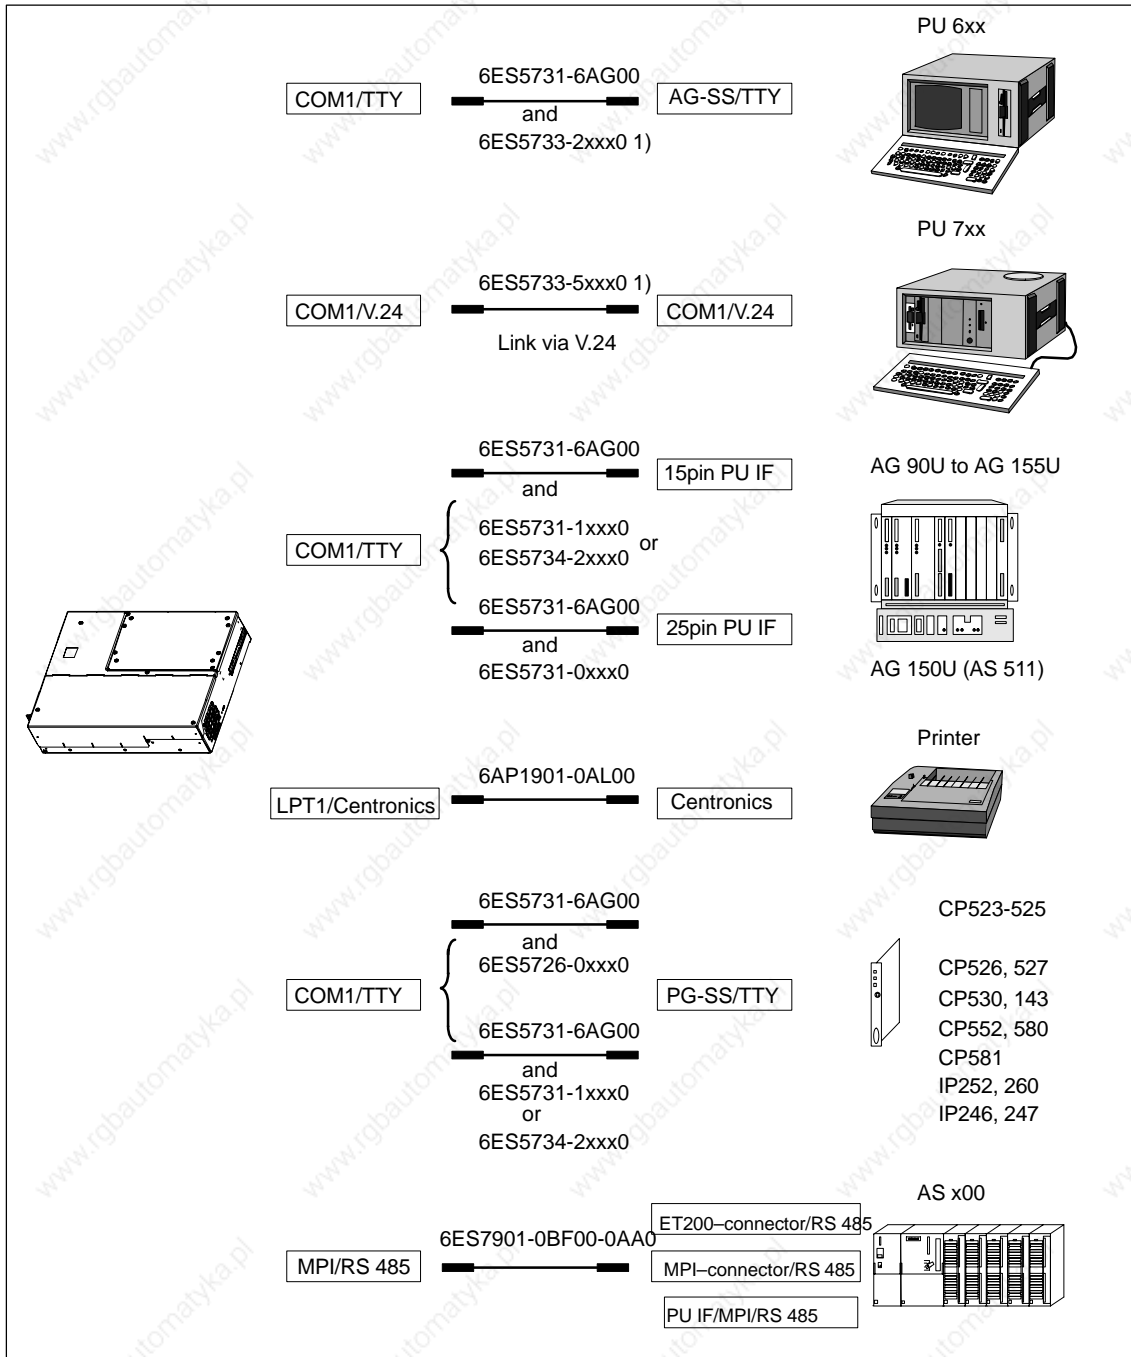 PU 6xx
6ES5731-6AG00
COM1/TTY
AG-SS/TTY
and
6ES5733-2xxx0 1)
PU 7xx
6ES5733-5xxx0 1)
COM1/V.24
COM1/V.24
Link via V.24
6ES5731-6AG00
15pin PU IF
AG 90U to AG 155U
and
6ES5731-1xxx0
or
COM1/TTY
6ES5734-2xxx0
6ES5731-6AG00
25pin PU IF
and
6ES5731-0xxx0
AG 150U (AS 511)
Printer
6AP1901-0AL00
LPT1/Centronics
Centronics
6ES5731-6AG00
CP523-525
and
6ES5726-0xxx0
CP526, 527
COM1/TTY
PG-SS/TTY
CP530, 143
6ES5731-6AG00
CP552, 580
and
CP581
6ES5731-1xxx0
IP252, 260
or
IP246, 247
6ES5734-2xxx0
AS x00
ET200–connector/RS 485
6ES7901-0BF00-0AA0
MPI/RS 485
MPI–connector/RS 485
PU IF/MPI/RS 485
www.rgbautomatyka.pl